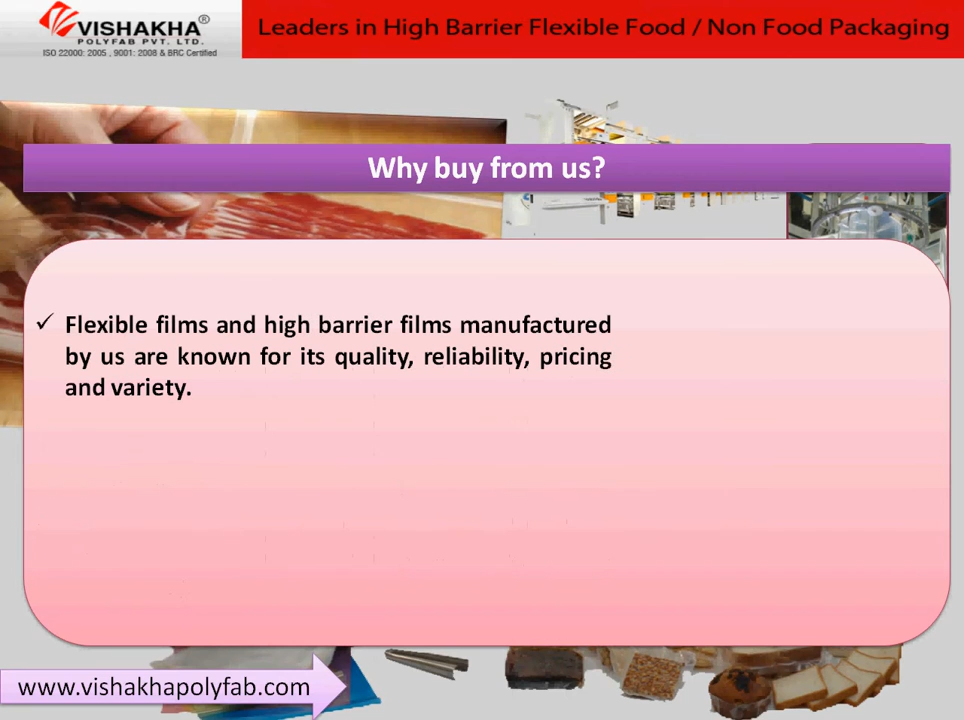 VISHAKHA®
POLYFAB PVT. LTD.
ISO 22000: 2005 , 9001: 2008 & BRC Certified
Leaders in High Barrier Flexible Food / Non Food Packaging
Why buy from us?
✓ Flexible films and high barrier films manufactured
by us are known for its quality, reliability, pricing
and variety.
www.vishakhapolyfab.com